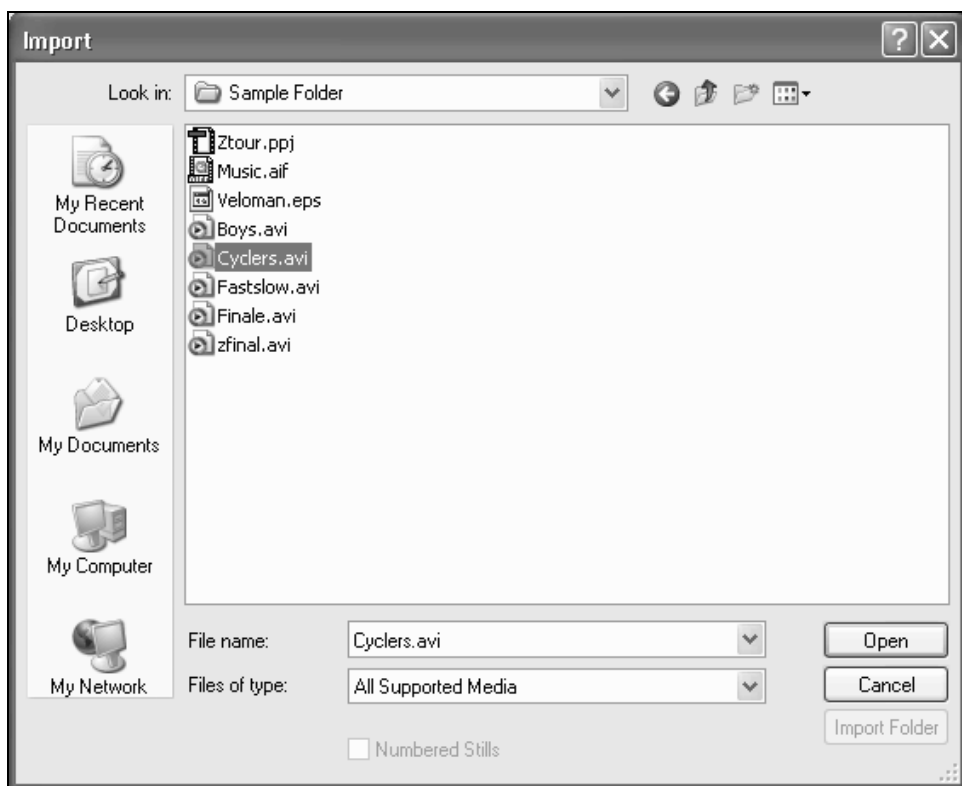 Import
Look in: Sample Folder
My Recent
Documents
Desktop
My Documents
My Computer
My Network
Ztour.ppj
Music.aif
Veloman.eps
Boys.avi
Cyclers.avi
Fastslow.avi
Finale.avi
zfinal.avi
File name: Cyclers.avi Open
Files of type: All Supported Media Cancel
Import Folder
Numbered Stills